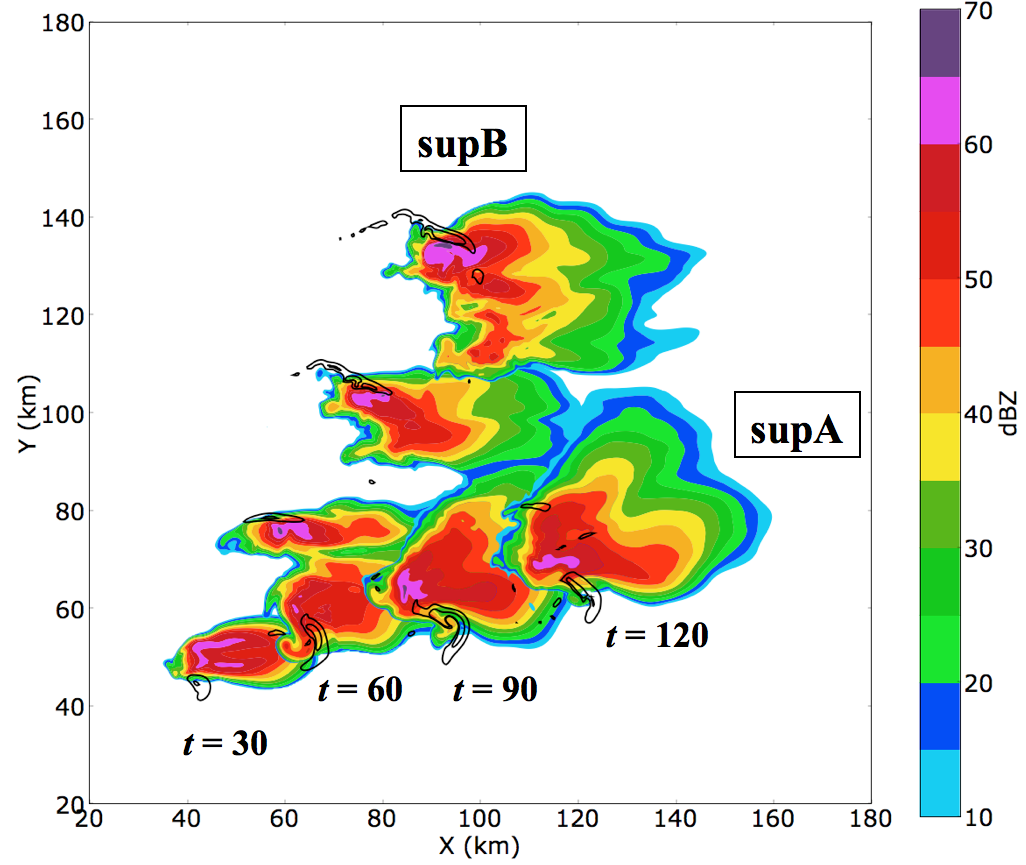 180
160
140
120
100
80
60
40
20
20 40 60 80 100 120 140 160 180
X (km)
Y (km)
supB
supA
t = 30
t = 60
t = 90
t = 120
70
60
50
40
30
20
10
dBZ